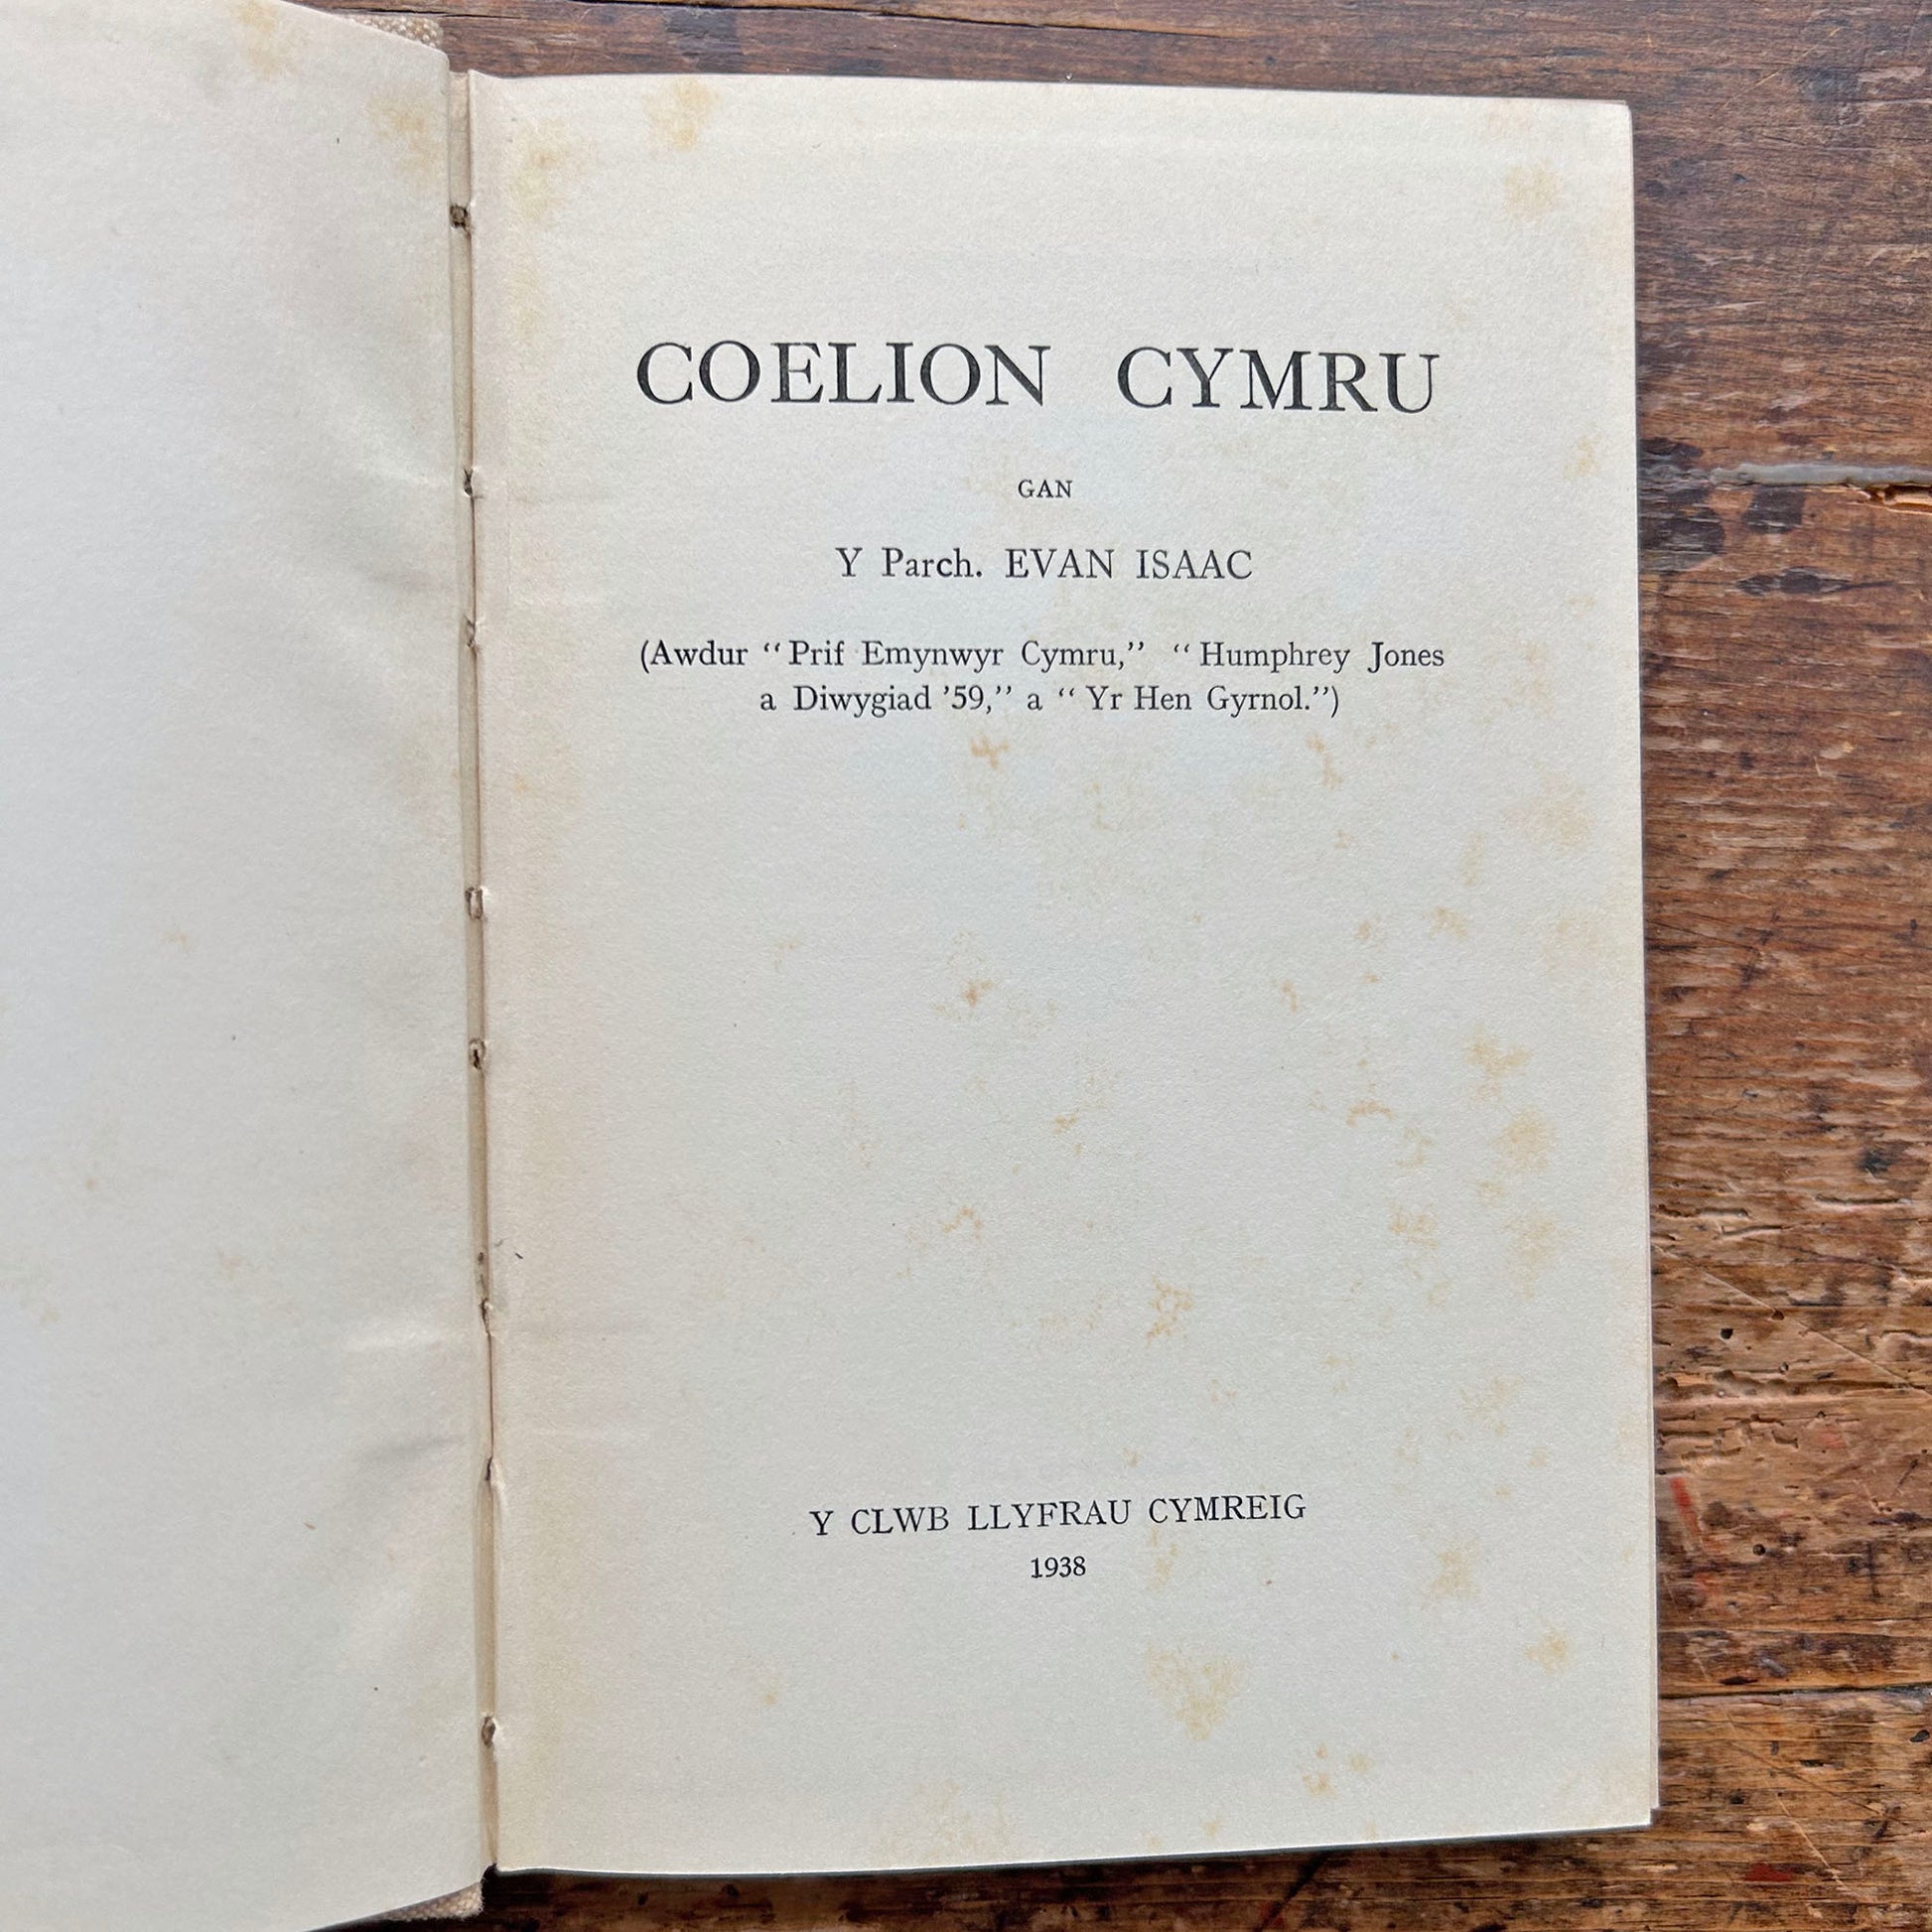 COELION CYMRU
GAN
Y Parch. EVAN ISAAC
(Awdur “Prif Emynwyr Cymru,” “Humphrey Jones
a Diwygiad ’59,” a “Yr Hen Gyrnol.”)
Y CLWB LLYFRAU CYMREIG
1938